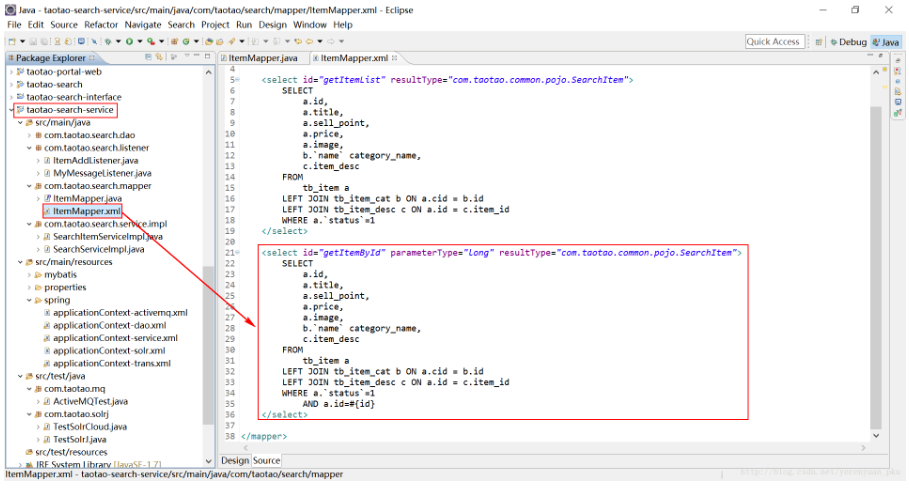 Java - taotao-search-service/src/main/java/com/taotao/search/mapper/ItemMapper.xml - Eclipse
File Edit Source Refactor Navigate Search Project Run Design Window Help
Quick Access
Debug
Java
Package Explorer
taotao-portal-web
taotao-search
taotao-search-interface
taotao-search-service
src/main/java
com.taotao.search.dao
com.taotao.search.listener
ItemAddListener.java
MyMessageListener.java
com.taotao.search.mapper
ItemMapper.java
ItemMapper.xml
com.taotao.search.service.impl
SearchItemServiceImpl.java
SearchServiceImpl.java
src/main/resources
mybatis
properties
spring
applicationContext-activemq.xml
applicationContext-dao.xml
applicationContext-service.xml
applicationContext-solr.xml
applicationContext-trans.xml
src/test/java
com.taotao.mq
ActiveMQTest.java
com.taotao.solrj
TestSolrCloud.java
TestSolrJ.java
src/test/resources
JRE System Library [JavaSE-1.7]
ItemMapper.java
ItemMapper.xml
4
5 <select id="getItemList" resultType="com.taotao.common.pojo.SearchItem">
6 SELECT
7 a.id,
8 a.title,
9 a.sell_point,
10 a.price,
11 a.image,
12 b.`name` category_name,
13 c.item_desc
14 FROM
15 tb_item a
16 LEFT JOIN tb_item_cat b ON a.cid = b.id
17 LEFT JOIN tb_item_desc c ON a.id = c.item_id
18 WHERE a.`status`=1
19 </select>
20
21 <select id="getItemById" parameterType="Long" resultType="com.taotao.common.pojo.SearchItem">
22 SELECT
23 a.id,
24 a.title,
25 a.sell_point,
26 a.price,
27 a.image,
28 b.`name` category_name,
29 c.item_desc
30 FROM
31 tb_item a
32 LEFT JOIN tb_item_cat b ON a.cid = b.id
33 LEFT JOIN tb_item_desc c ON a.id = c.item_id
34 WHERE a.`status`=1
35 AND a.id=#{id}
36 </select>
37
38 </mapper>
Design Source
ItemMapper.xml - taotao-search-service/src/main/java/com/taotao/search/mapper